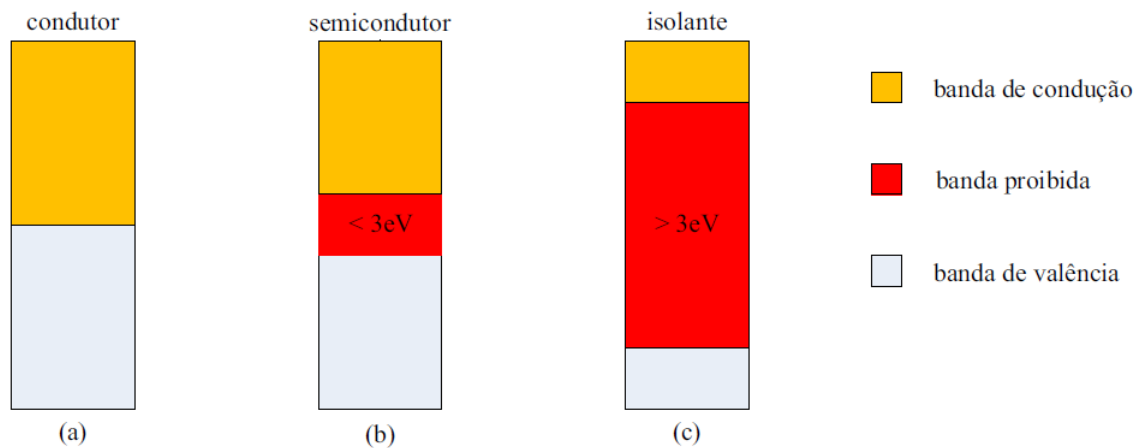 condutor
semicondutor
isolante
banda de condução
banda proibida
< 3eV
> 3eV
banda de valência
(a)
(b)
(c)